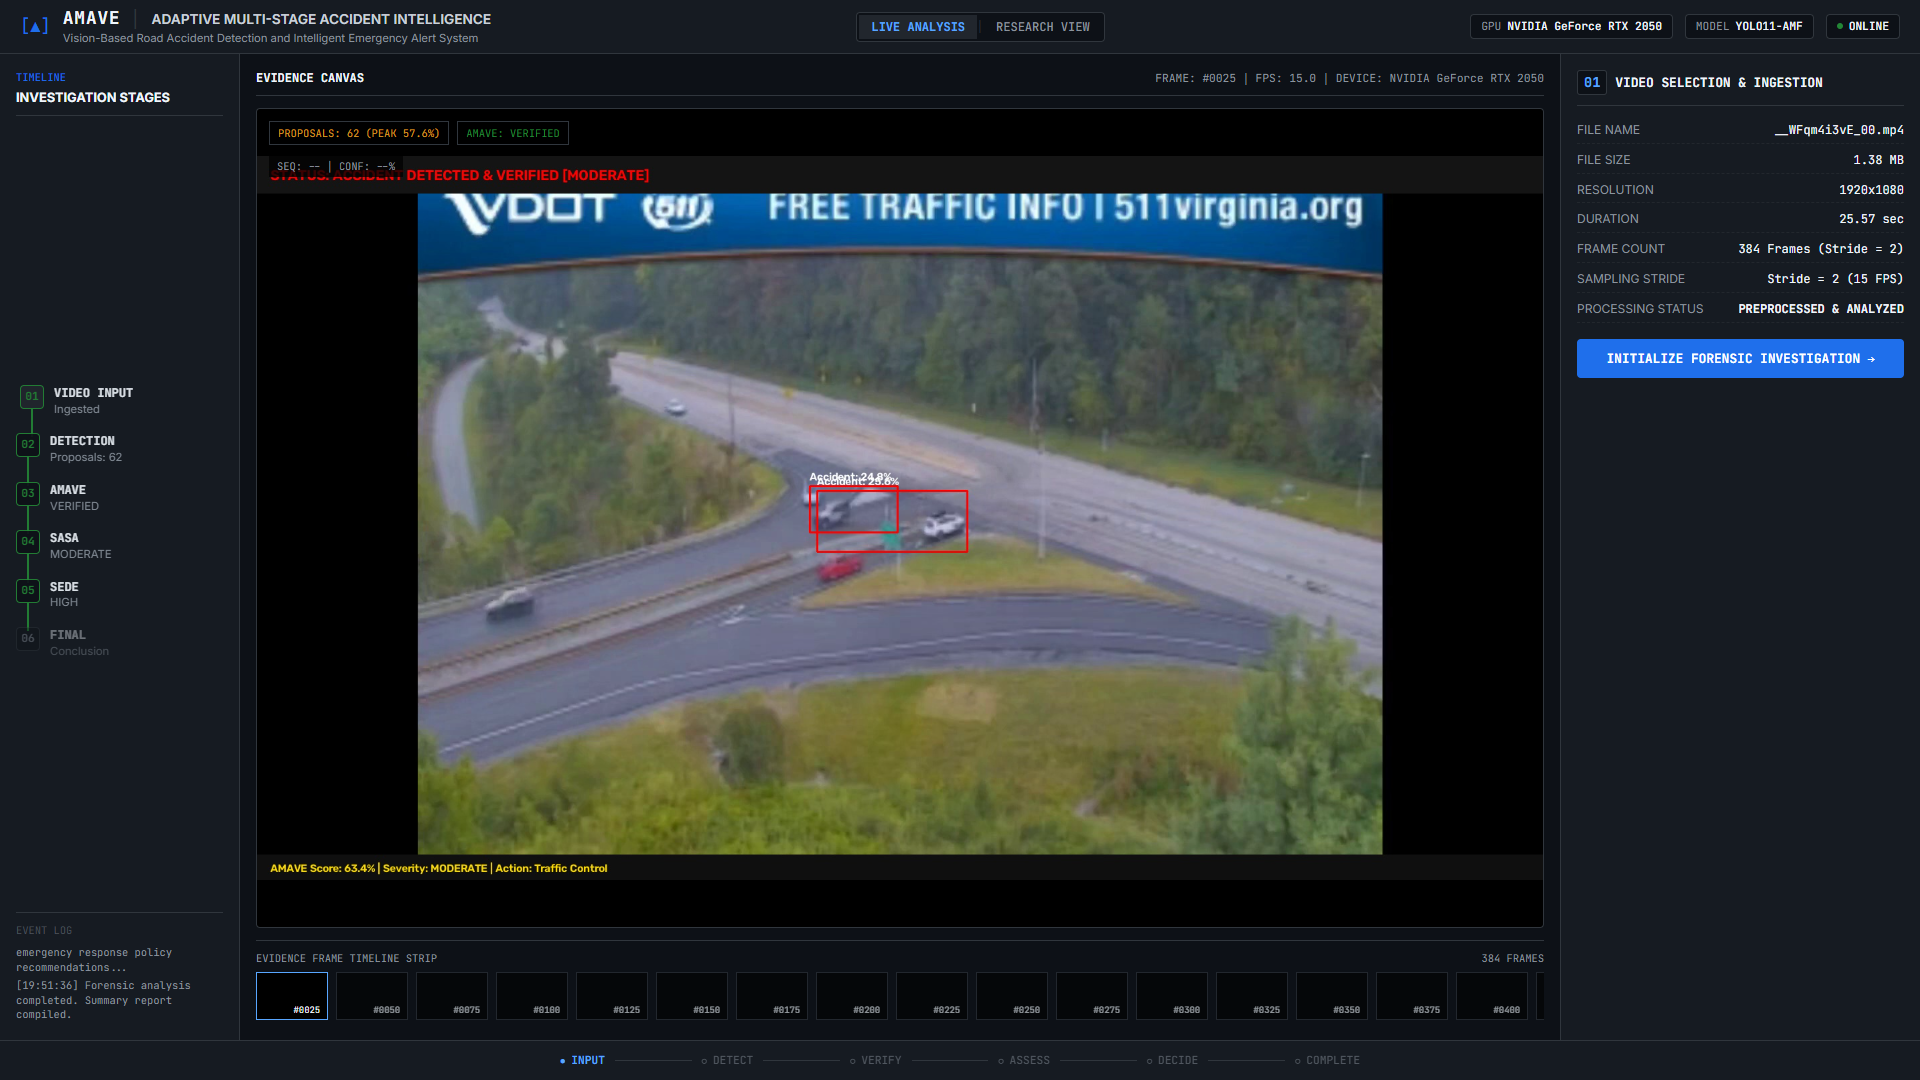 [▲] AMAVE ADAPTIVE MULTI-STAGE ACCIDENT INTELLIGENCE
Vision-Based Road Accident Detection and Intelligent Emergency Alert System
LIVE ANALYSIS RESEARCH VIEW
GPU NVIDIA GeForce RTX 2050 MODEL YOLO11-AMF ONLINE
TIMELINE
INVESTIGATION STAGES
01 VIDEO INPUT
Ingested
02 DETECTION
Proposals: 62
03 AMAVE
VERIFIED
04 SASA
MODERATE
05 SEDE
HIGH
06 FINAL
Conclusion
EVENT LOG
emergency response policy
recommendations...
[19:51:36] Forensic analysis
completed. Summary report
compiled.
EVIDENCE CANVAS FRAME: #0025 | FPS: 15.0 | DEVICE: NVIDIA GeForce RTX 2050
PROPOSALS: 62 (PEAK 57.6%) AMAVE: VERIFIED
SEQ: -- | CONF: --%
STATUS: ACCIDENT DETECTED & VERIFIED [MODERATE]
VDOT 511 FREE TRAFFIC INFO | 511virginia.org
Accident: 24.8%
Accident: 25.6%
AMAVE Score: 63.4% | Severity: MODERATE | Action: Traffic Control
EVIDENCE FRAME TIMELINE STRIP 384 FRAMES
#0025 #0050 #0075 #0100 #0125 #0150 #0175 #0200 #0225 #0250 #0275 #0300 #0325 #0350 #0375 #0400
01 VIDEO SELECTION & INGESTION
FILE NAME __WFqm4i3vE_00.mp4
FILE SIZE 1.38 MB
RESOLUTION 1920x1080
DURATION 25.57 sec
FRAME COUNT 384 Frames (Stride = 2)
SAMPLING STRIDE Stride = 2 (15 FPS)
PROCESSING STATUS PREPROCESSED & ANALYZED
INITIALIZE FORENSIC INVESTIGATION →
INPUT DETECT VERIFY ASSESS DECIDE COMPLETE